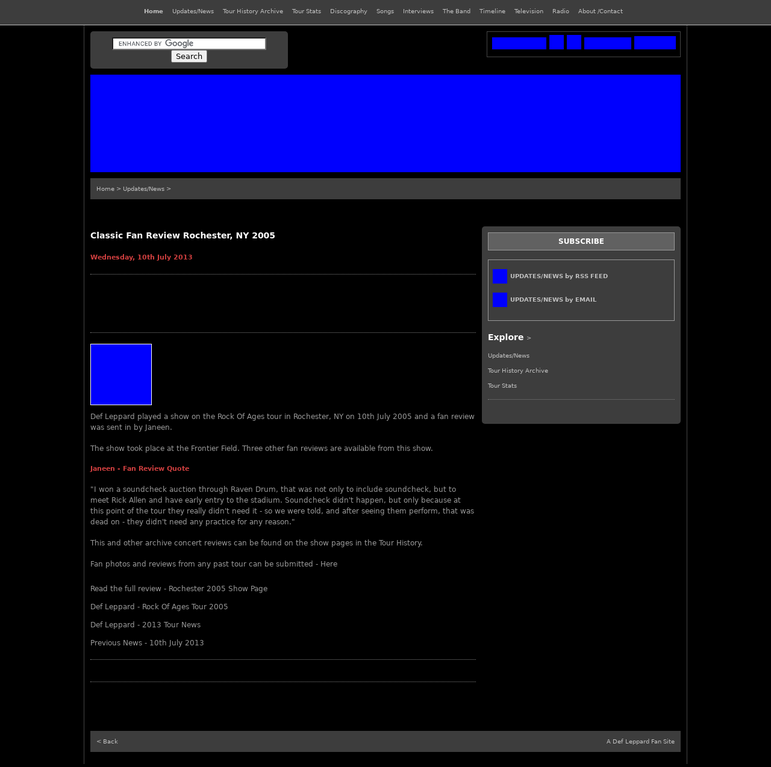 Home Updates/News Tour History Archive Tour Stats Discography Songs Interviews The Band Timeline Television Radio About /Contact
ENHANCED BY Google
Search
Home > Updates/News >
Classic Fan Review Rochester, NY 2005
Wednesday, 10th July 2013
Def Leppard played a show on the Rock Of Ages tour in Rochester, NY on 10th July 2005 and a fan review
was sent in by Janeen.
The show took place at the Frontier Field. Three other fan reviews are available from this show.
Janeen - Fan Review Quote
"I won a soundcheck auction through Raven Drum, that was not only to include soundcheck, but to
meet Rick Allen and have early entry to the stadium. Soundcheck didn't happen, but only because at
this point of the tour they really didn't need it - so we were told, and after seeing them perform, that was
dead on - they didn't need any practice for any reason."
This and other archive concert reviews can be found on the show pages in the Tour History.
Fan photos and reviews from any past tour can be submitted - Here
Read the full review - Rochester 2005 Show Page
Def Leppard - Rock Of Ages Tour 2005
Def Leppard - 2013 Tour News
Previous News - 10th July 2013
SUBSCRIBE
UPDATES/NEWS by RSS FEED
UPDATES/NEWS by EMAIL
Explore >
Updates/News
Tour History Archive
Tour Stats
< Back
A Def Leppard Fan Site